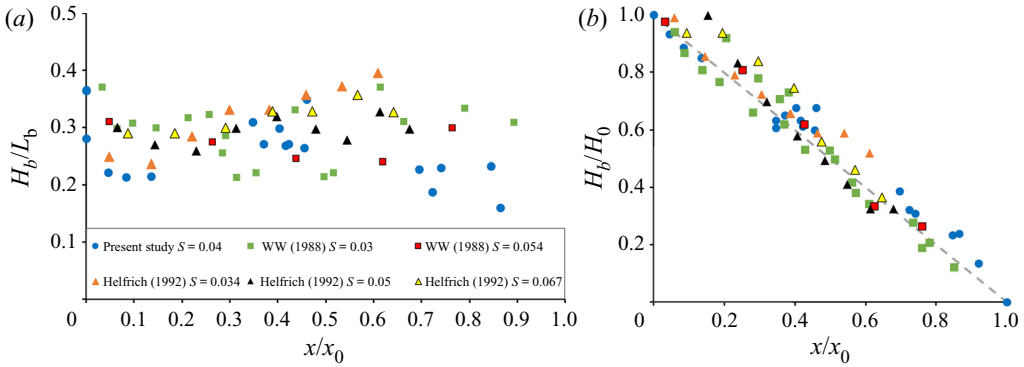 (a)
(b)
0.5
0.4
0.3
0.2
0.1
H_b/L_b
Present study S = 0.04
WW (1988) S = 0.03
WW (1988) S = 0.054
Helfrich (1992) S = 0.034
Helfrich (1992) S = 0.05
Helfrich (1992) S = 0.067
0 0.1 0.2 0.3 0.4 0.5 0.6 0.7 0.8 0.9 1.0
x/x_0
1.0
0.8
0.6
0.4
0.2
H_b/H_0
0 0.2 0.4 0.6 0.8 1.0
x/x_0